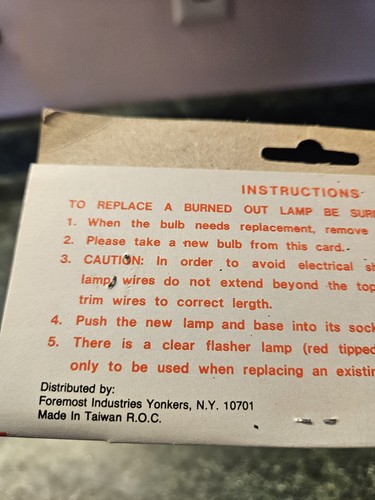 INSTRUCTIONS
TO REPLACE A BURNED OUT LAMP BE SUR
1. When the bulb needs replacement, remove
2. Please take a new bulb from this card.
3. CAUTION: In order to avoid electrical sh
lamp wires do not extend beyond the top
trim wires to correct lergth.
4. Push the new lamp and base into its sock
5. There is a clear flasher lamp (red tipped
only to be used when replacing an existin
Distributed by:
Foremost Industries Yonkers, N.Y. 10701
Made In Taiwan R.O.C.